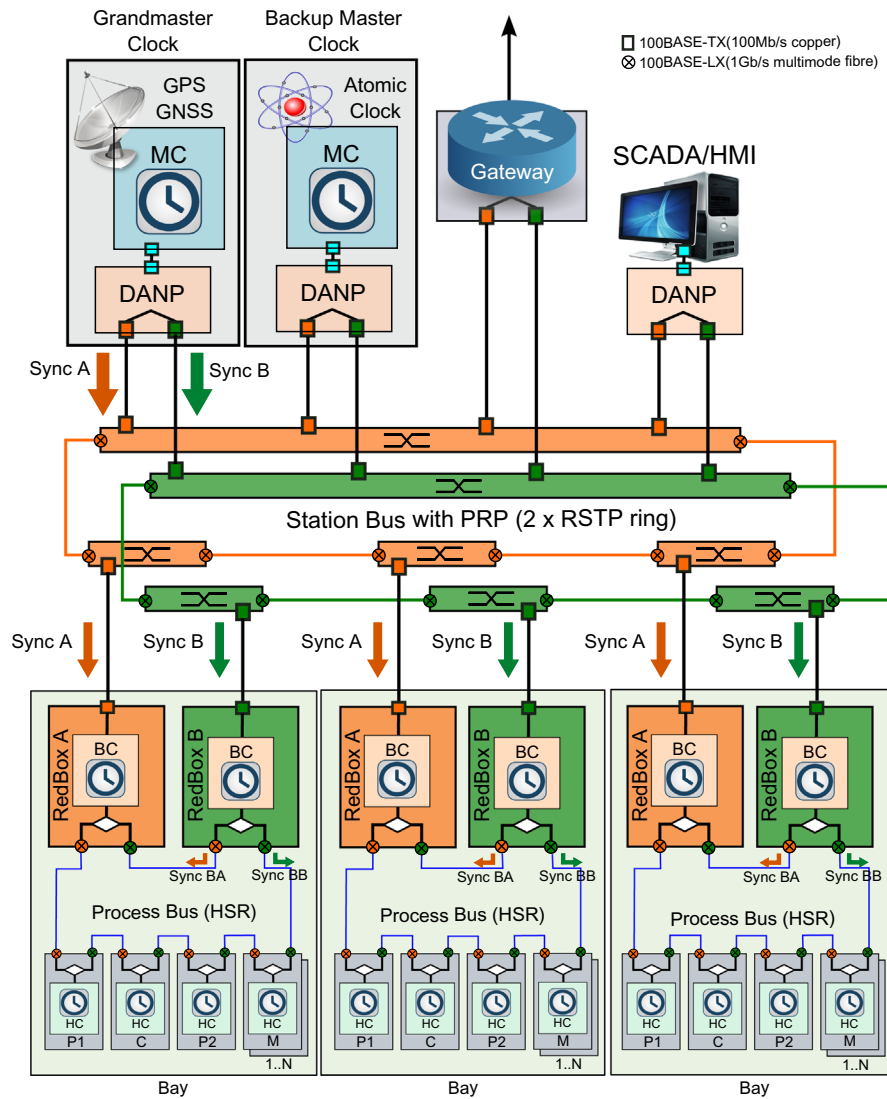 Grandmaster
Clock
Backup Master
Clock
100BASE-TX(100Mb/s copper)
100BASE-LX(1Gb/s multimode fibre)
GPS
GNSS
Atomic
Clock
MC
MC
Gateway
SCADA/HMI
DANP
DANP
DANP
Sync A
Sync B
Station Bus with PRP (2 x RSTP ring)
Sync A
Sync B
Sync A
Sync B
Sync A
Sync B
RedBox A
BC
RedBox B
BC
RedBox A
BC
RedBox B
BC
RedBox A
BC
RedBox B
BC
Sync BA
Sync BB
Sync BA
Sync BB
Sync BA
Sync BB
Process Bus (HSR)
Process Bus (HSR)
Process Bus (HSR)
HC
HC
HC
HC
HC
HC
HC
HC
HC
HC
HC
HC
P1
C
P2
M
P1
C
P2
M
P1
C
P2
M
1..N
1..N
1..N
Bay
Bay
Bay